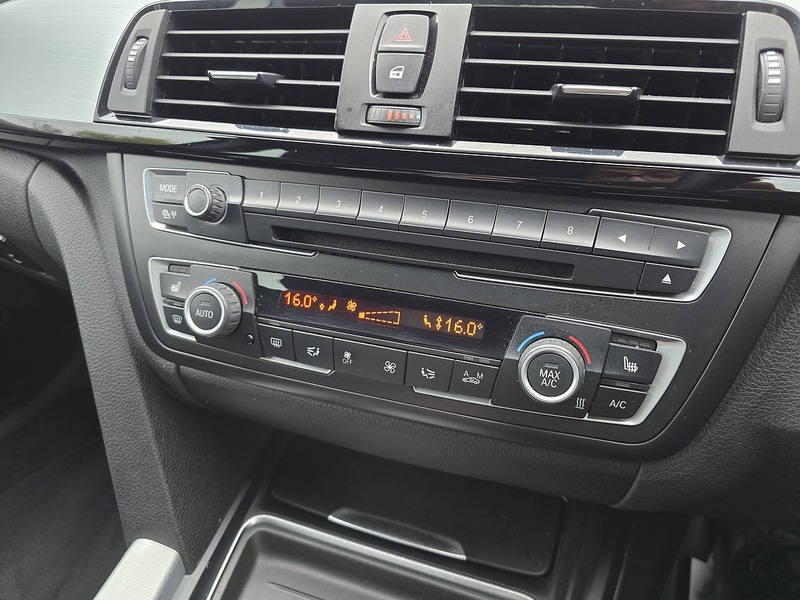 MODE 1 2 3 4 5 6 7 8
AUTO 16.0° 16.0° MAX A/C
OFF A M A/C